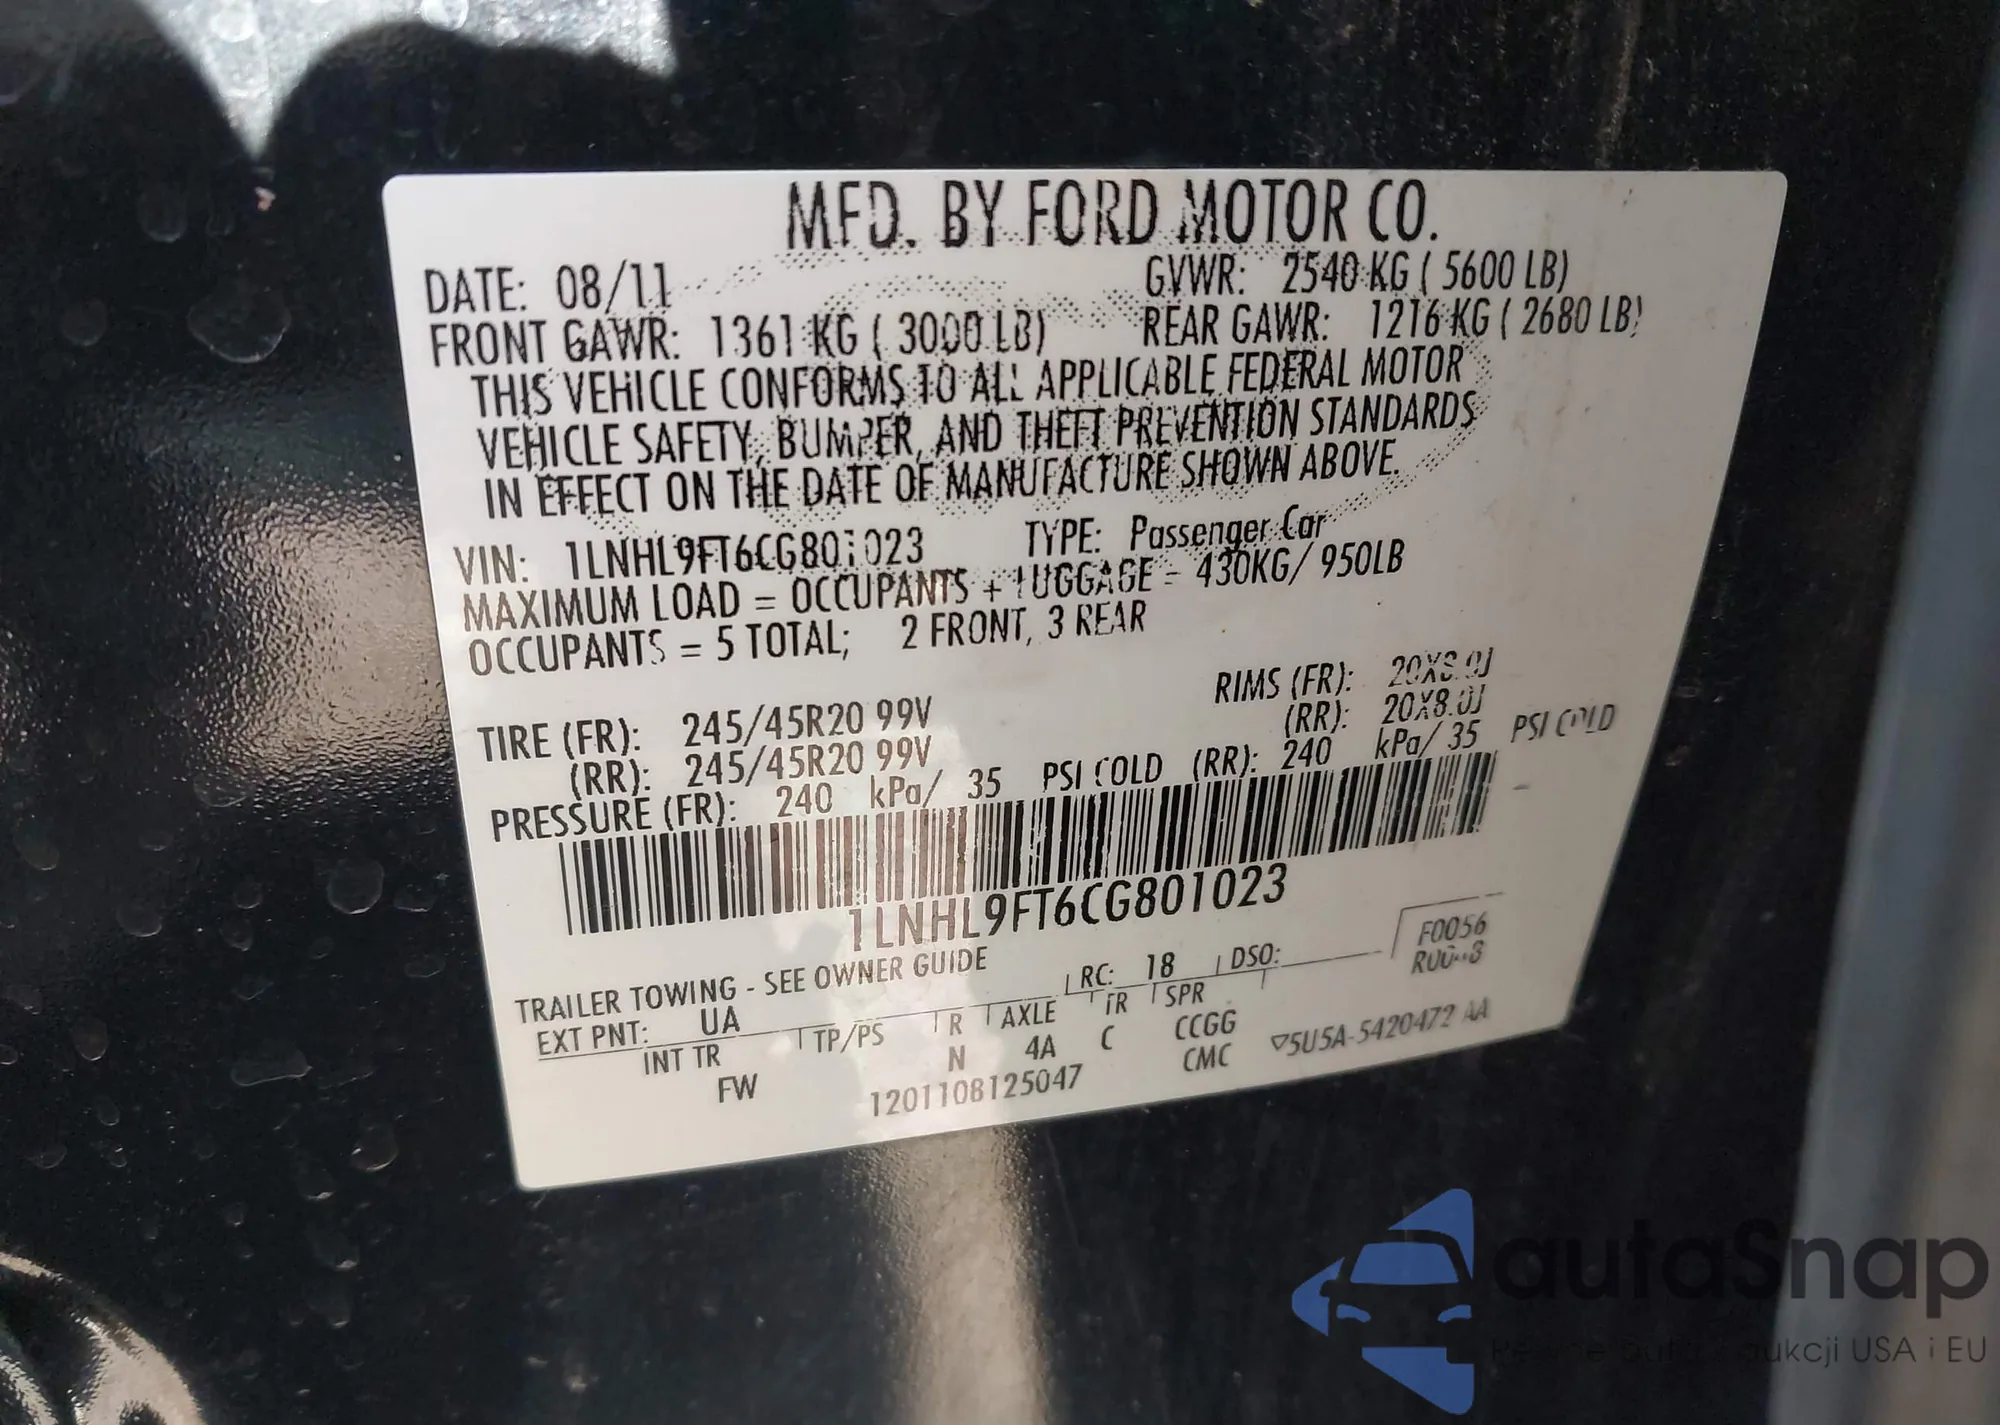 MFD. BY FORD MOTOR CO.
DATE: 08/11 GVWR: 2540 KG ( 5600 LB)
FRONT GAWR: 1361 KG ( 3000 LB) REAR GAWR: 1216 KG ( 2680 LB)
THIS VEHICLE CONFORMS TO ALL APPLICABLE FEDERAL MOTOR
VEHICLE SAFETY, BUMPER, AND THEFT PREVENTION STANDARDS
IN EFFECT ON THE DATE OF MANUFACTURE SHOWN ABOVE.
VIN: 1LNHL9FT6CG801023 TYPE: Passenger Car
MAXIMUM LOAD = OCCUPANTS + LUGGAGE = 430KG/ 950LB
OCCUPANTS = 5 TOTAL; 2 FRONT, 3 REAR
TIRE (FR): 245/45R20 99V RIMS (FR): 20X8.0J
(RR): 245/45R20 99V (RR): 20X8.0J
PRESSURE (FR): 240 kPa/ 35 PSI COLD (RR): 240 kPa/ 35 PSI COLD
1LNHL9FT6CG801023
TRAILER TOWING - SEE OWNER GUIDE
EXT PNT: UA RC: 18 DSO: F0056
INT TR TP/PS R AXLE TR SPR
FW N 4A C CCGG
CMC
1201108125047 ▽5U5A-5420472 AA
autoSnap
aukcji USA i EU